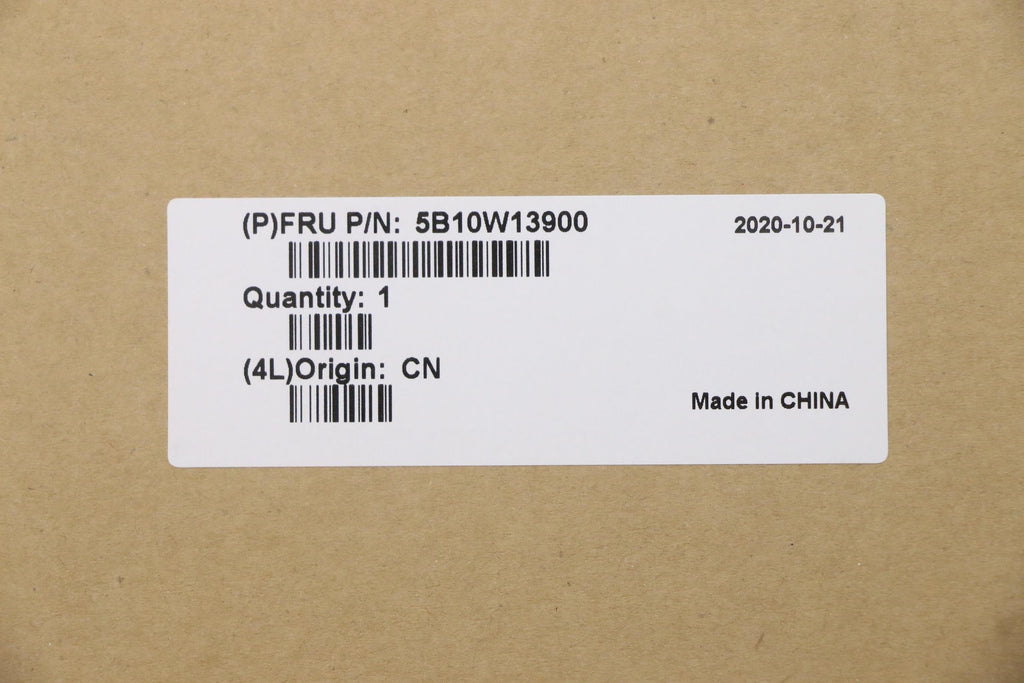 (P)FRU P/N: 5B10W13900
2020-10-21
Quantity: 1
(4L)Origin: CN
Made in CHINA